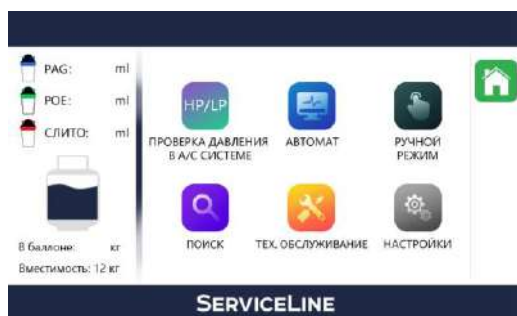 PAG: ml
POE: ml
СЛИТО: ml
В баллоне: кг
Вместимость: 12 кг
HP/LP
ПРОВЕРКА ДАВЛЕНИЯ
В А/С СИСТЕМЕ
АВТОМАТ
РУЧНОЙ
РЕЖИМ
ПОИСК
ТЕХ. ОБСЛУЖИВАНИЕ
НАСТРОЙКИ
SERVICELINE